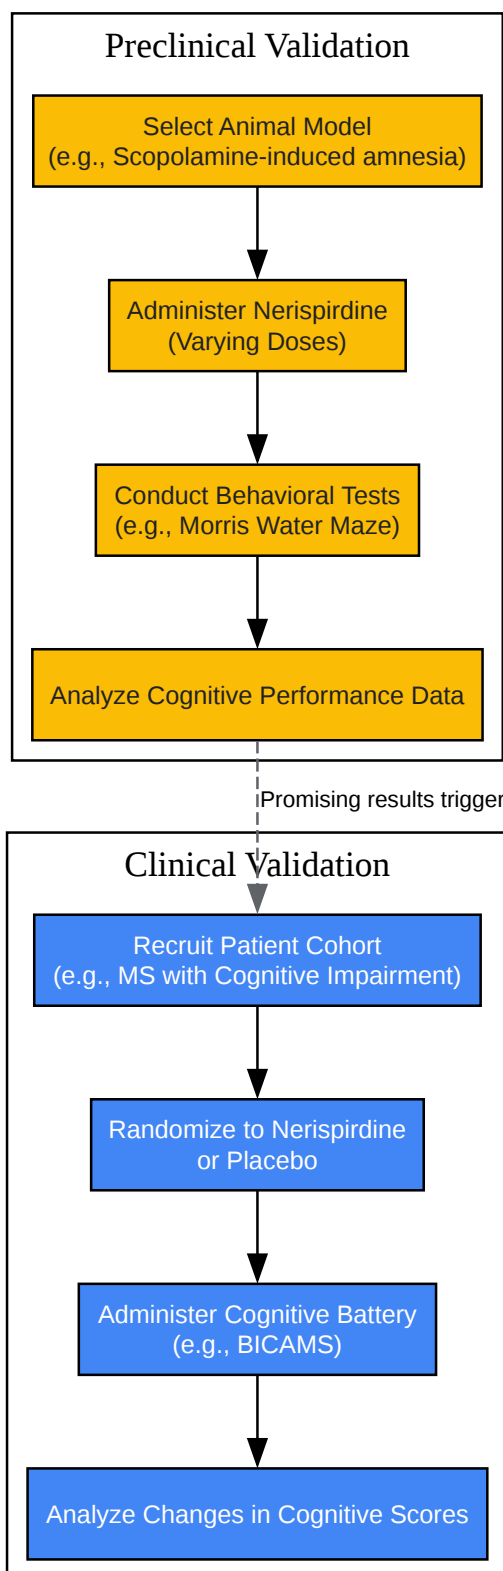 Preclinical Validation
Select Animal Model
(e.g., Scopolamine-induced amnesia)
Administer Nerispirdine
(Varying Doses)
Conduct Behavioral Tests
(e.g., Morris Water Maze)
Analyze Cognitive Performance Data
Promising results trigger
Clinical Validation
Recruit Patient Cohort
(e.g., MS with Cognitive Impairment)
Randomize to Nerispirdine
or Placebo
Administer Cognitive Battery
(e.g., BICAMS)
Analyze Changes in Cognitive Scores